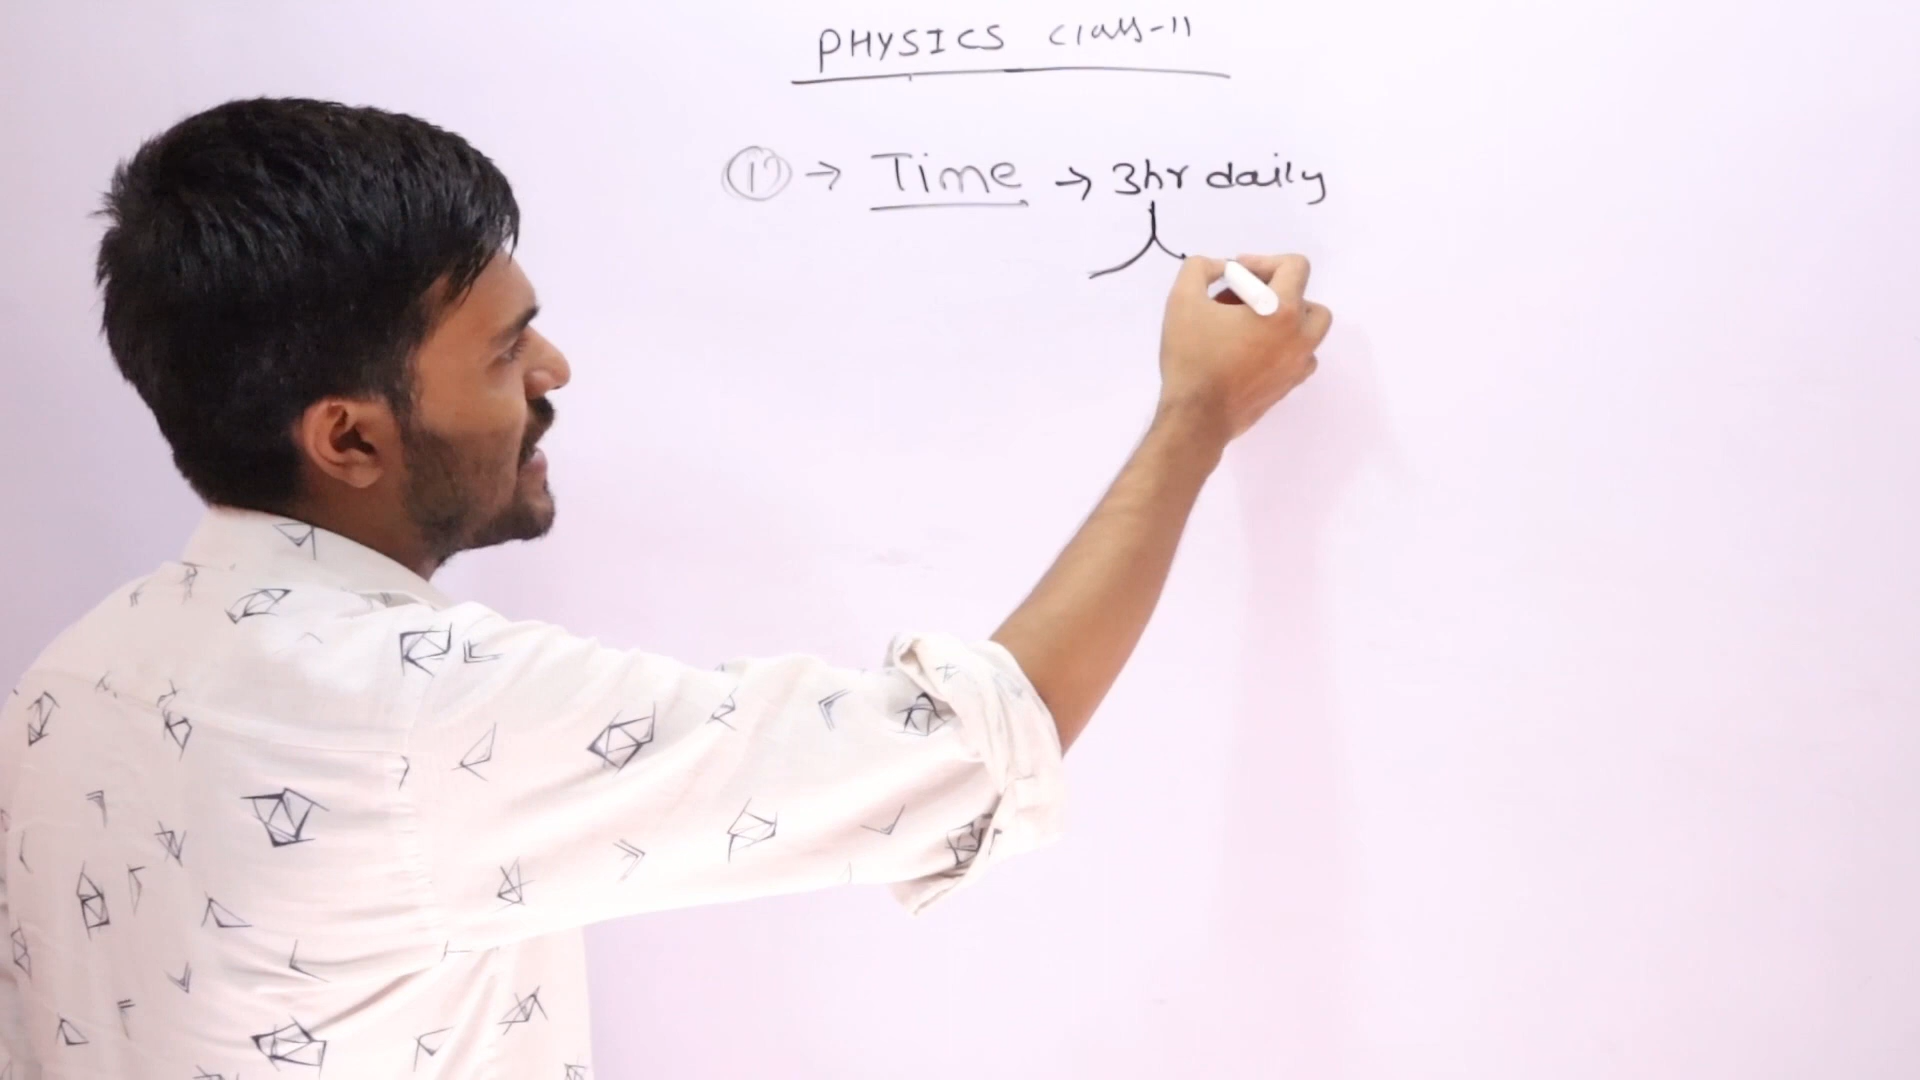 PHYSICS Class-11
① → Time → 3hr daily